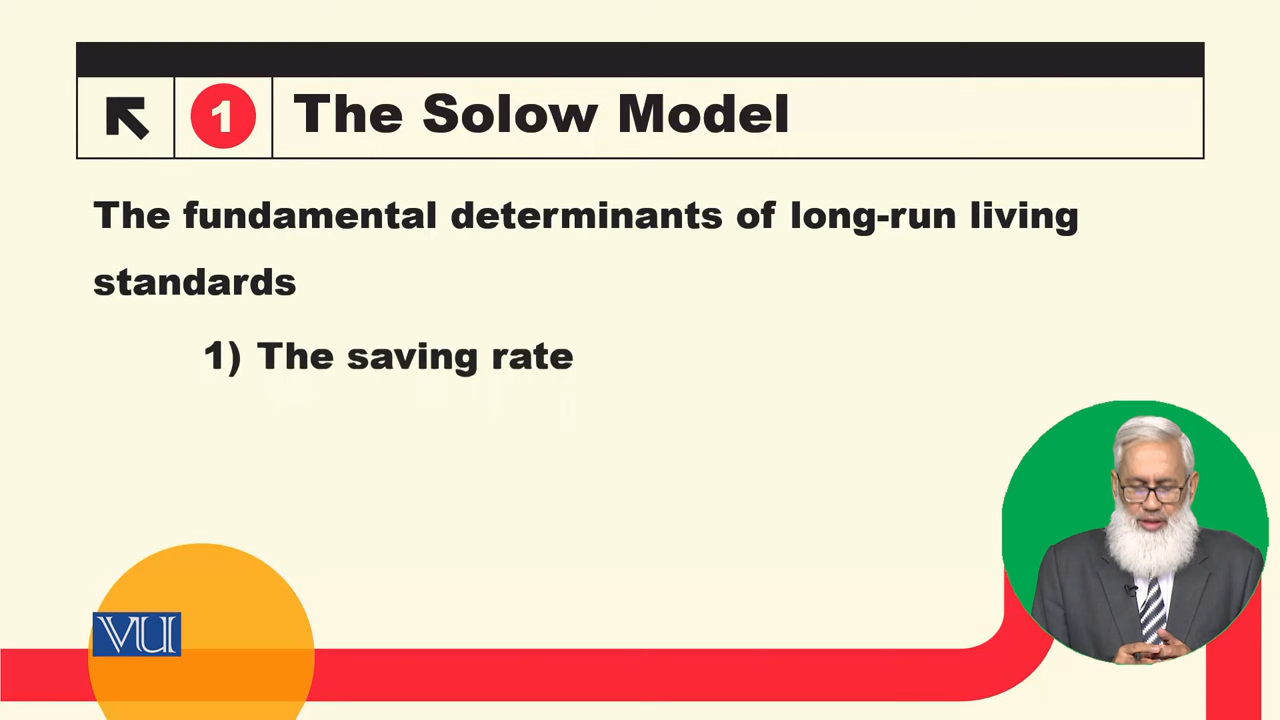 1 The Solow Model
The fundamental determinants of long-run living
standards
1) The saving rate
VU